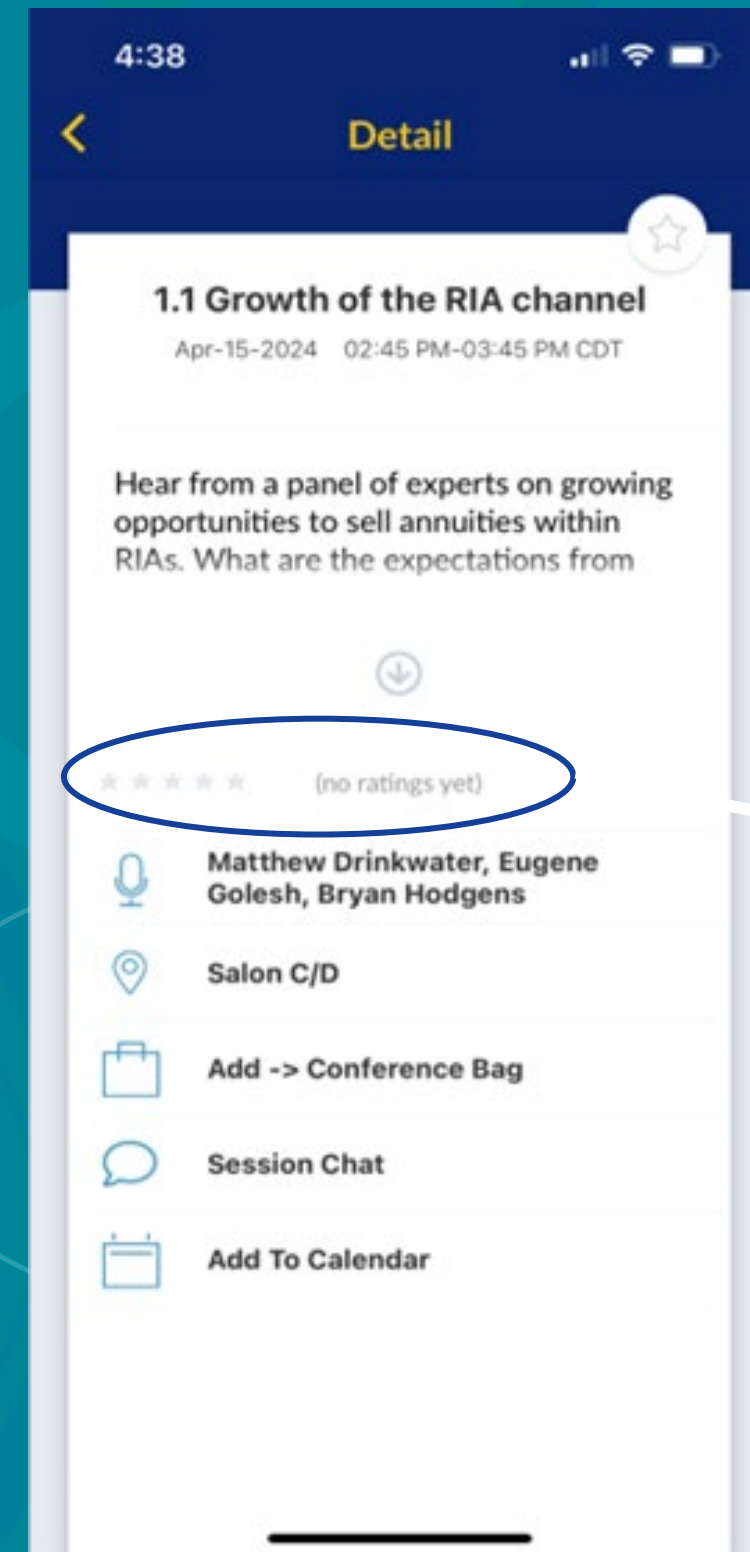 4:38
Detail
1.1 Growth of the RIA channel
Apr-15-2024 02:45 PM-03:45 PM CDT
Hear from a panel of experts on growing
opportunities to sell annuities within
RIAs. What are the expectations from
(no ratings yet)
Matthew Drinkwater, Eugene
Golesh, Bryan Hodgens
Salon C/D
Add -> Conference Bag
Session Chat
Add To Calendar